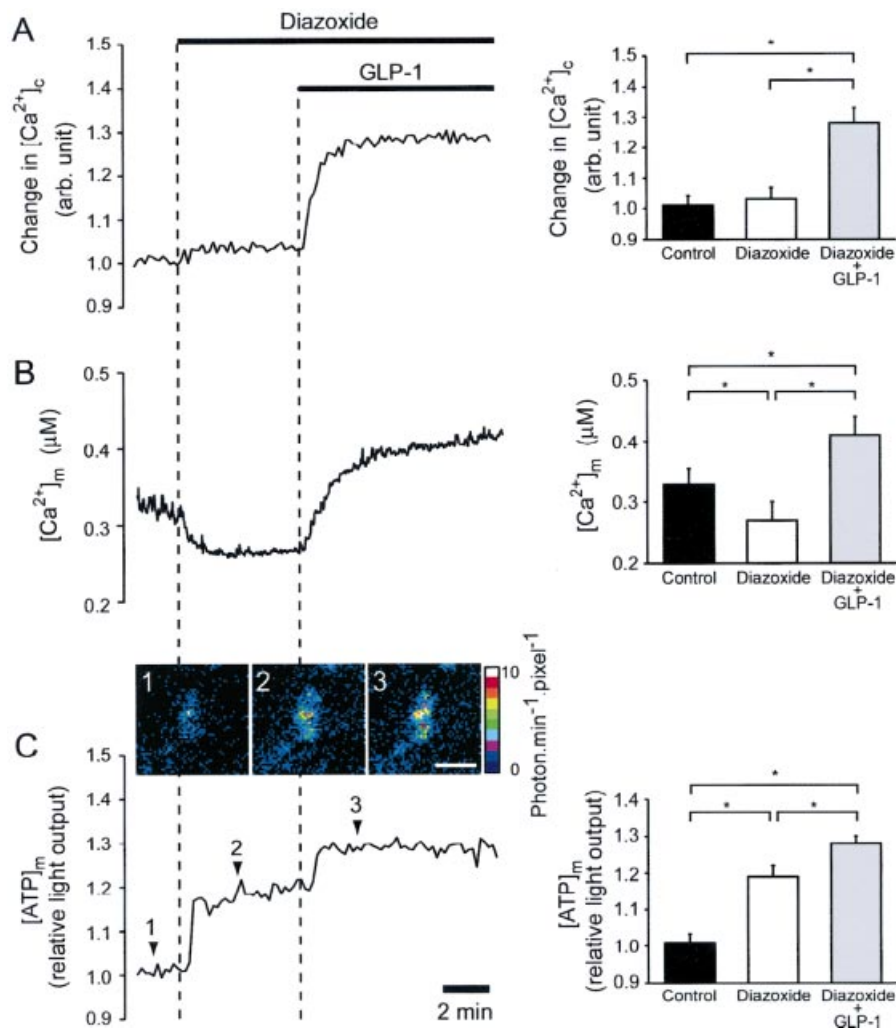 A
Diazoxide
GLP-1
Change in [Ca²⁺]c
(arb. unit)
1.5
1.4
1.3
1.2
1.1
1.0
0.9
Change in [Ca²⁺]c
(arb. unit)
1.5
1.4
1.3
1.2
1.1
1.0
0.9
*
*
Control
Diazoxide
Diazoxide
+
GLP-1
B
[Ca²⁺]m (μM)
0.5
0.4
0.3
0.2
[Ca²⁺]m (μM)
0.5
0.4
0.3
0.2
*
*
*
Control
Diazoxide
Diazoxide
+
GLP-1
1
2
3
10
0
Photon.min⁻¹.pixel⁻¹
C
[ATP]m
(relative light output)
1.5
1.4
1.3
1.2
1.1
1.0
0.9
1
2
3
2 min
[ATP]m
(relative light output)
1.5
1.4
1.3
1.2
1.1
1.0
0.9
*
*
*
Control
Diazoxide
Diazoxide
+
GLP-1